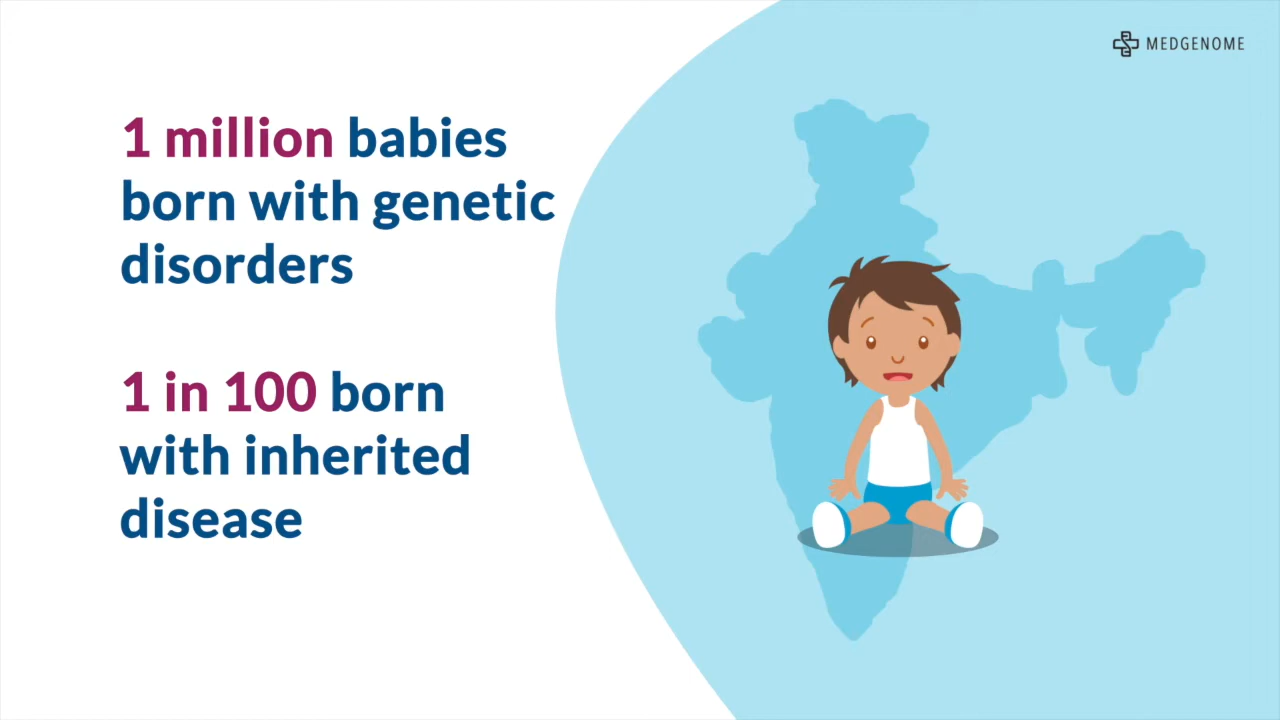 MEDGENOME
1 million babies
born with genetic
disorders
1 in 100 born
with inherited
disease